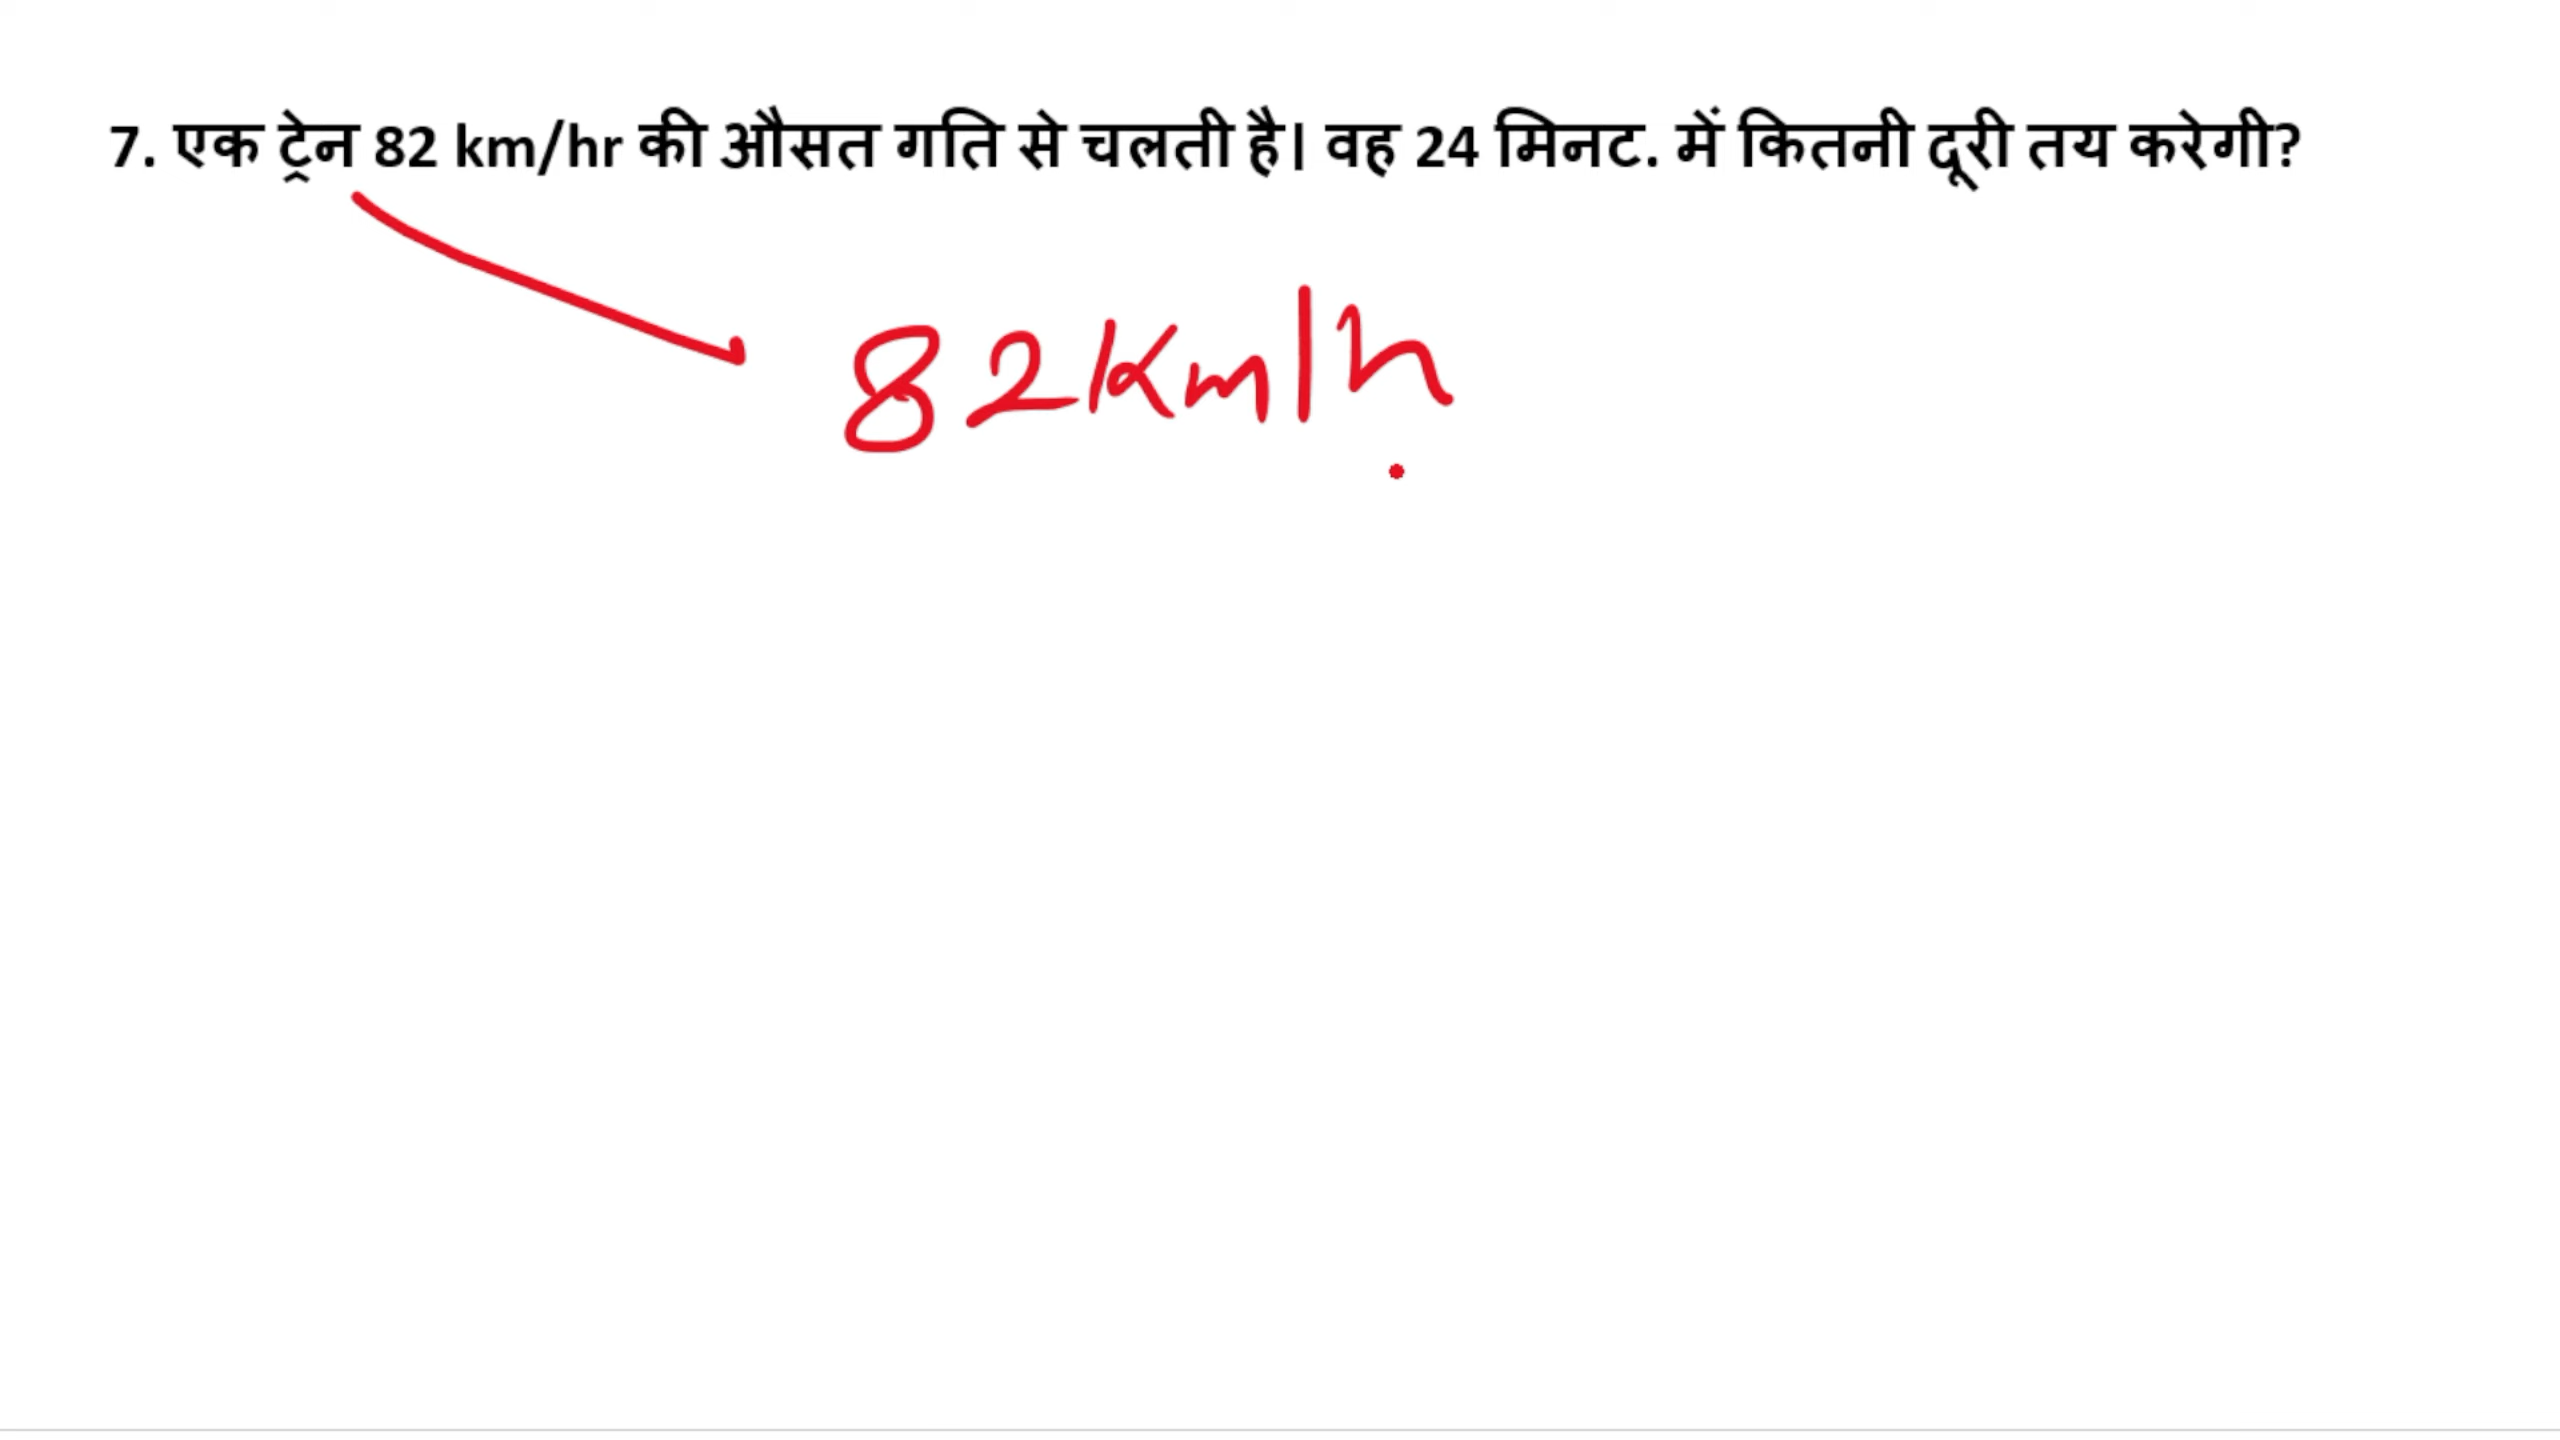 7. एक ट्रेन 82 km/hr की औसत गति से चलती है। वह 24 मिनट. में कितनी दूरी तय करेगी?
82Km/h